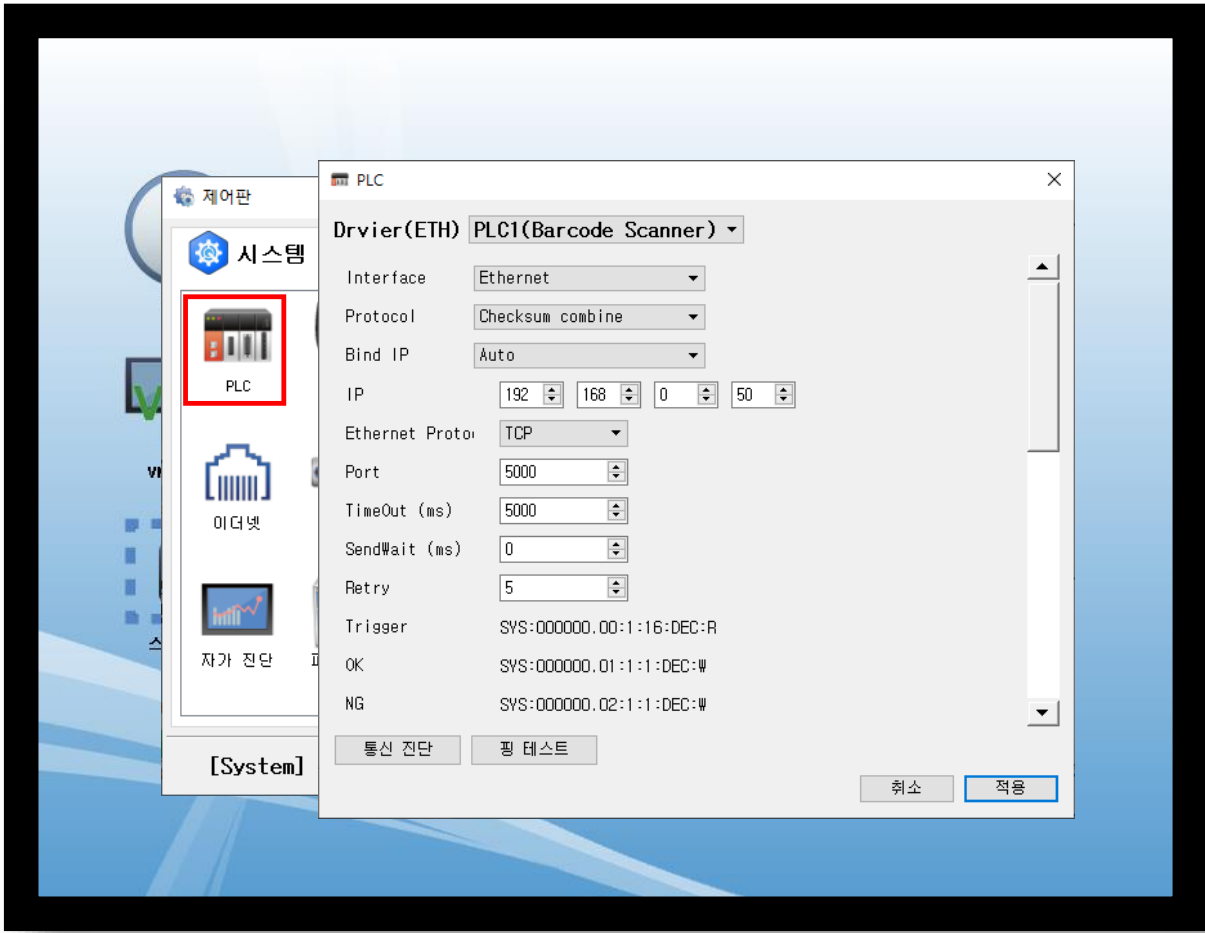 제어판
시스템
PLC
이더넷
자가 진단
[System]
PLC
Drvier(ETH) PLC1(Barcode Scanner)
Interface Ethernet
Protocol Checksum combine
Bind IP Auto
IP 192 168 0 50
Ethernet Proto TCP
Port 5000
TimeOut (ms) 5000
SendWait (ms) 0
Retry 5
Trigger SYS:000000.00:1:16:DEC:R
OK SYS:000000.01:1:1:DEC:W
NG SYS:000000.02:1:1:DEC:W
통신 진단 핑 테스트
취소 적용